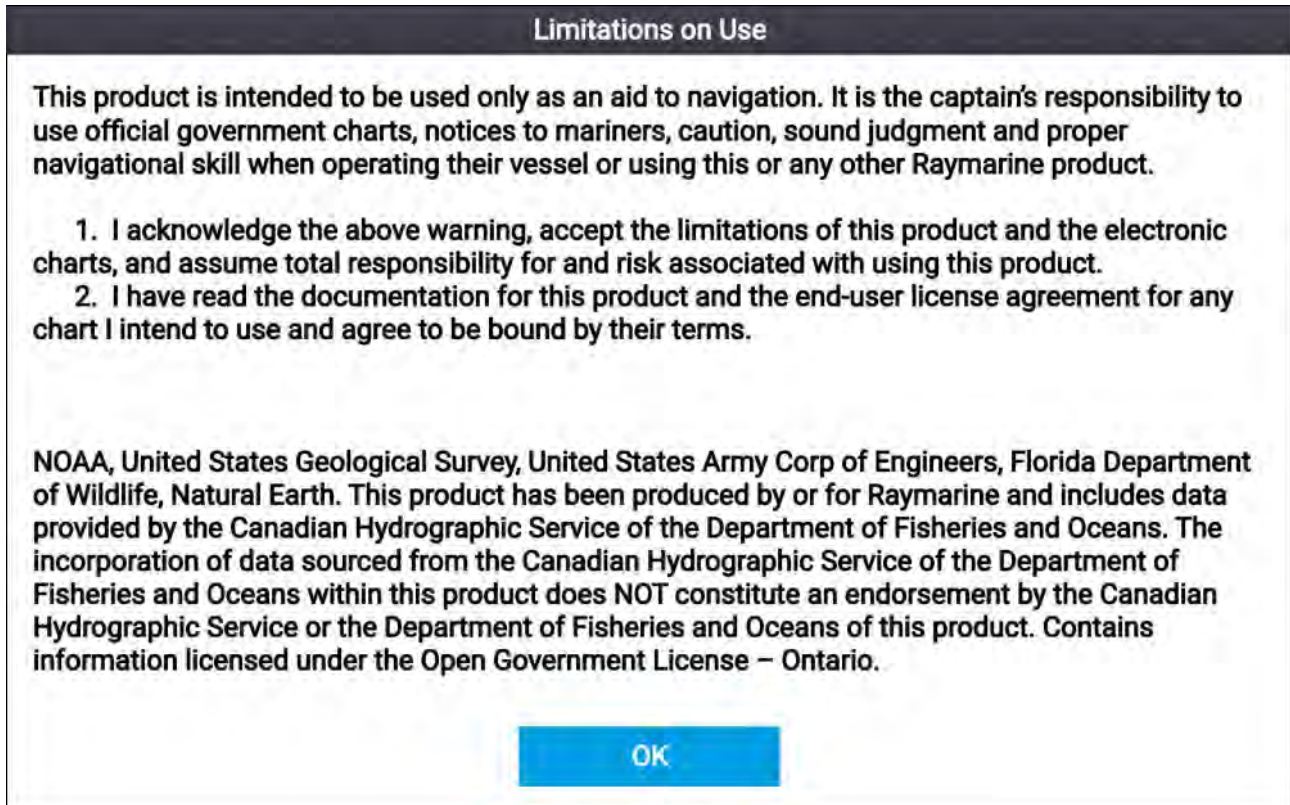 Limitations on Use
This product is intended to be used only as an aid to navigation. It is the captain's responsibility to
use official government charts, notices to mariners, caution, sound judgment and proper
navigational skill when operating their vessel or using this or any other Raymarine product.
1. I acknowledge the above warning, accept the limitations of this product and the electronic
charts, and assume total responsibility for and risk associated with using this product.
2. I have read the documentation for this product and the end-user license agreement for any
chart I intend to use and agree to be bound by their terms.
NOAA, United States Geological Survey, United States Army Corp of Engineers, Florida Department
of Wildlife, Natural Earth. This product has been produced by or for Raymarine and includes data
provided by the Canadian Hydrographic Service of the Department of Fisheries and Oceans. The
incorporation of data sourced from the Canadian Hydrographic Service of the Department of
Fisheries and Oceans within this product does NOT constitute an endorsement by the Canadian
Hydrographic Service or the Department of Fisheries and Oceans of this product. Contains
information licensed under the Open Government License – Ontario.
OK